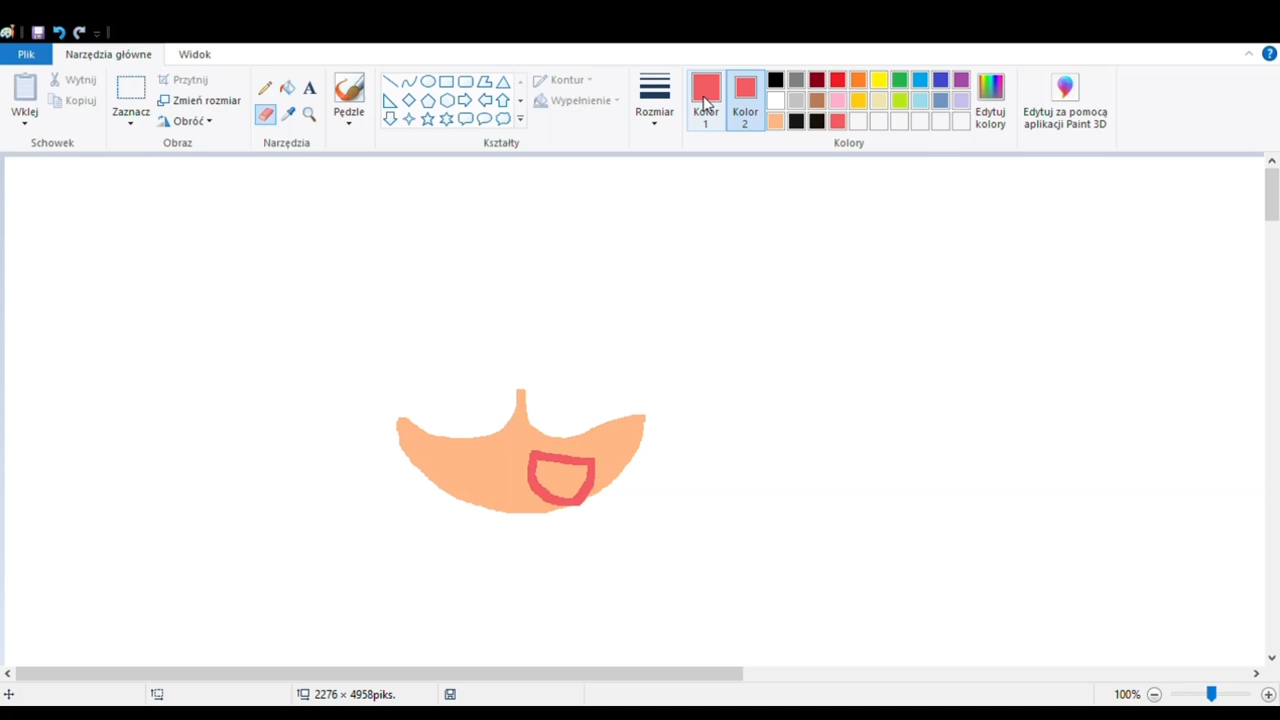 Plik Narzędzia główne Widok
Wklej Wytnij Kopiuj
Zaznacz Przytnij Zmień rozmiar Obróć
A
Pędzle
Kontur Wypełnienie
Rozmiar
Kolor 1
Kolor 2
Edytuj kolory
Edytuj za pomocą aplikacji Paint 3D
Schowek Obraz Narzędzia Kształty Kolory
2276 × 4958piks. 100%